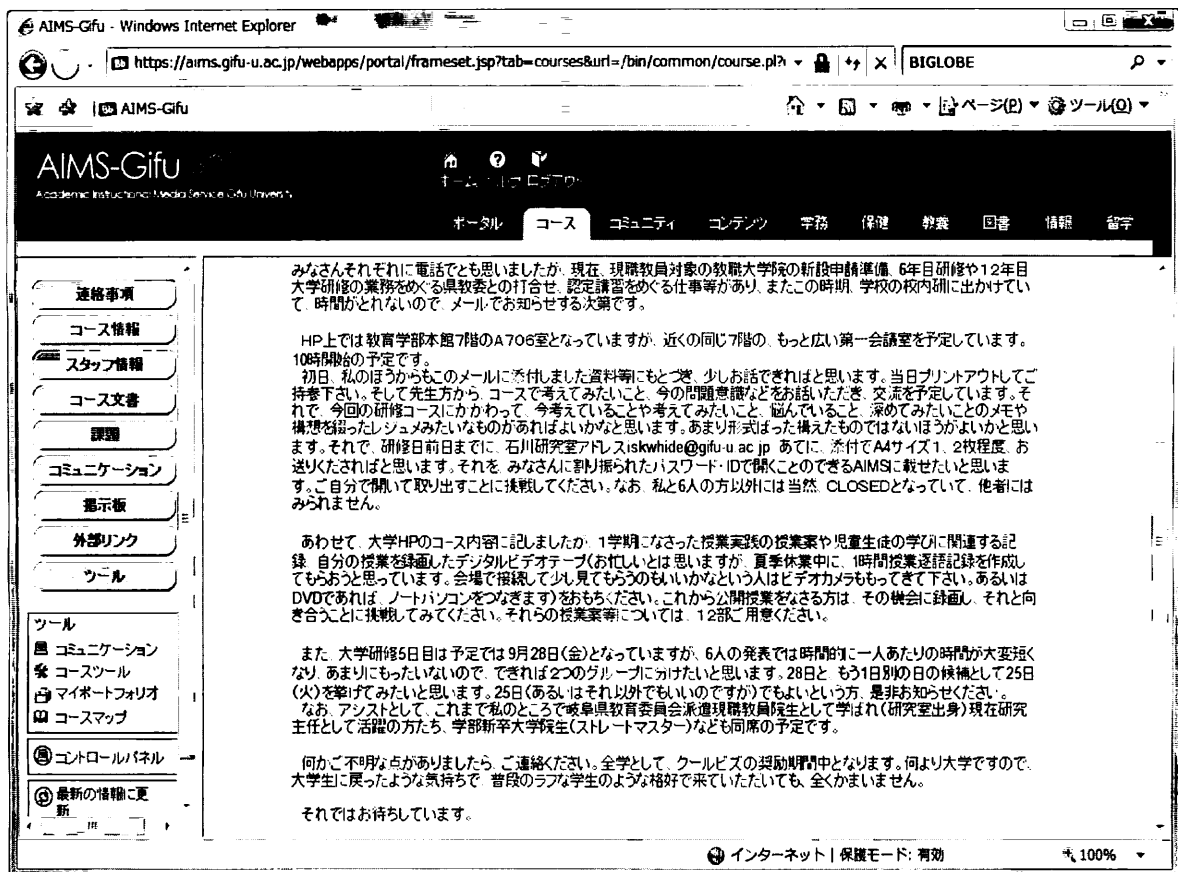 AIMS-Gifu - Windows Internet Explorer
https://aims.gifu-u.ac.jp/webapps/portal/frameset.jsp?tab=courses&url=/bin/common/course.pl?
BIGLOBE
AIMS-Gifu
ページ(P)
ツール(O)
AIMS-Gifu
Academic Instructional Media Service Gifu University
ホーム ヘルプ ログアウト
ポータル コース コミュニティ コンテンツ 学務 保健 教養 図書 情報 留学
連絡事項
コース情報
スタッフ情報
コース文書
課題
コミュニケーション
掲示板
外部リンク
ツール
ツール
コミュニケーション
コースツール
マイポートフォリオ
コースマップ
コントロールパネル
最新の情報に更
新
みなさんそれぞれに電話でとも思いましたが、現在、現職教員対象の教職大学院の新設申請準備、6年目研修や12年目
大学研修の業務をめぐる県教委との打合せ、認定講習をめぐる仕事等があり、またこの時期、学校の校内研に出かけてい
て、時間がとれないので、メールでお知らせする次第です。
HP上では教育学部本館7階のA706室となっていますが、近くの同じ7階の、もっと広い第一会議室を予定しています。
10時開始の予定です。
初日、私のほうからもこのメールに添付しました資料等にもとづき、少しお話できればと思います。当日プリントアウトしてご
持参下さい。そして先生方から、コースで考えてみたいこと、今の問題意識などをお話いただき、交流を予定しています。そ
れで、今回の研修コースにかかわって、今考えていることや考えてみたいこと、悩んでいること、深めてみたいことのメモや
構想を綴ったレジュメみたいなものがあればよいかなと思います。あまり形式ばった構えたものではないほうがよいかと思い
ます。それで、研修日前日までに、石川研究室アドレスiskwhide@gifu-u.ac.jp あてに、添付でA4サイズ1、2枚程度、お
送りくださればと思います。それを、みなさんに割り振られたパスワード・IDで開くことのできるAIMSに載せたいと思いま
す。ご自分で開いて取り出すことに挑戦してください。なお、私と6人の方以外には当然、CLOSEDとなっていて、他者には
みられません。
あわせて、大学HPのコース内容に記しましたが、1学期になさった授業実践の授業案や児童生徒の学びに関連する記
録、自分の授業を録画したデジタルビデオテープ(お忙しいとは思いますが、夏季休業中に、1時間授業逐語記録を作成し
てもらおうと思っています。会場で接続して少し見てもらうのもいいかなという人はビデオカメラももってきて下さい。あるいは
DVDであれば、ノートパソコンをつなぎます)をおもちください。これから公開授業をなさる方は、その機会に録画し、それと向
き合うことに挑戦してみてください。それらの授業案等については、12部ご用意ください。
また、大学研修5日目は予定では9月28日(金)となっていますが、6人の発表では時間的に一人あたりの時間が大変短く
なり、あまりにもったいないので、できれば2つのグループに分けたいと思います。28日と、もう1日別の日の候補として25日
(火)を挙げてみたいと思います。25日(あるいはそれ以外でもいいのですが)でもよいという方、是非お知らせください。
なお、アシストとして、これまで私のところで岐阜県教育委員会派遣現職教員院生として学ばれ(研究室出身)現在研究
主任として活躍の方たち、学部新卒大学院生(ストレートマスター)なども同席の予定です。
何かご不明な点がありましたら、ご連絡ください。全学として、クールビズの奨励期間中となります。何より大学ですので、
大学生に戻ったような気持ちで、普段のラフな学生のような格好で来ていただいても、全くかまいません。
それではお待ちしています。
インターネット | 保護モード: 有効
100%